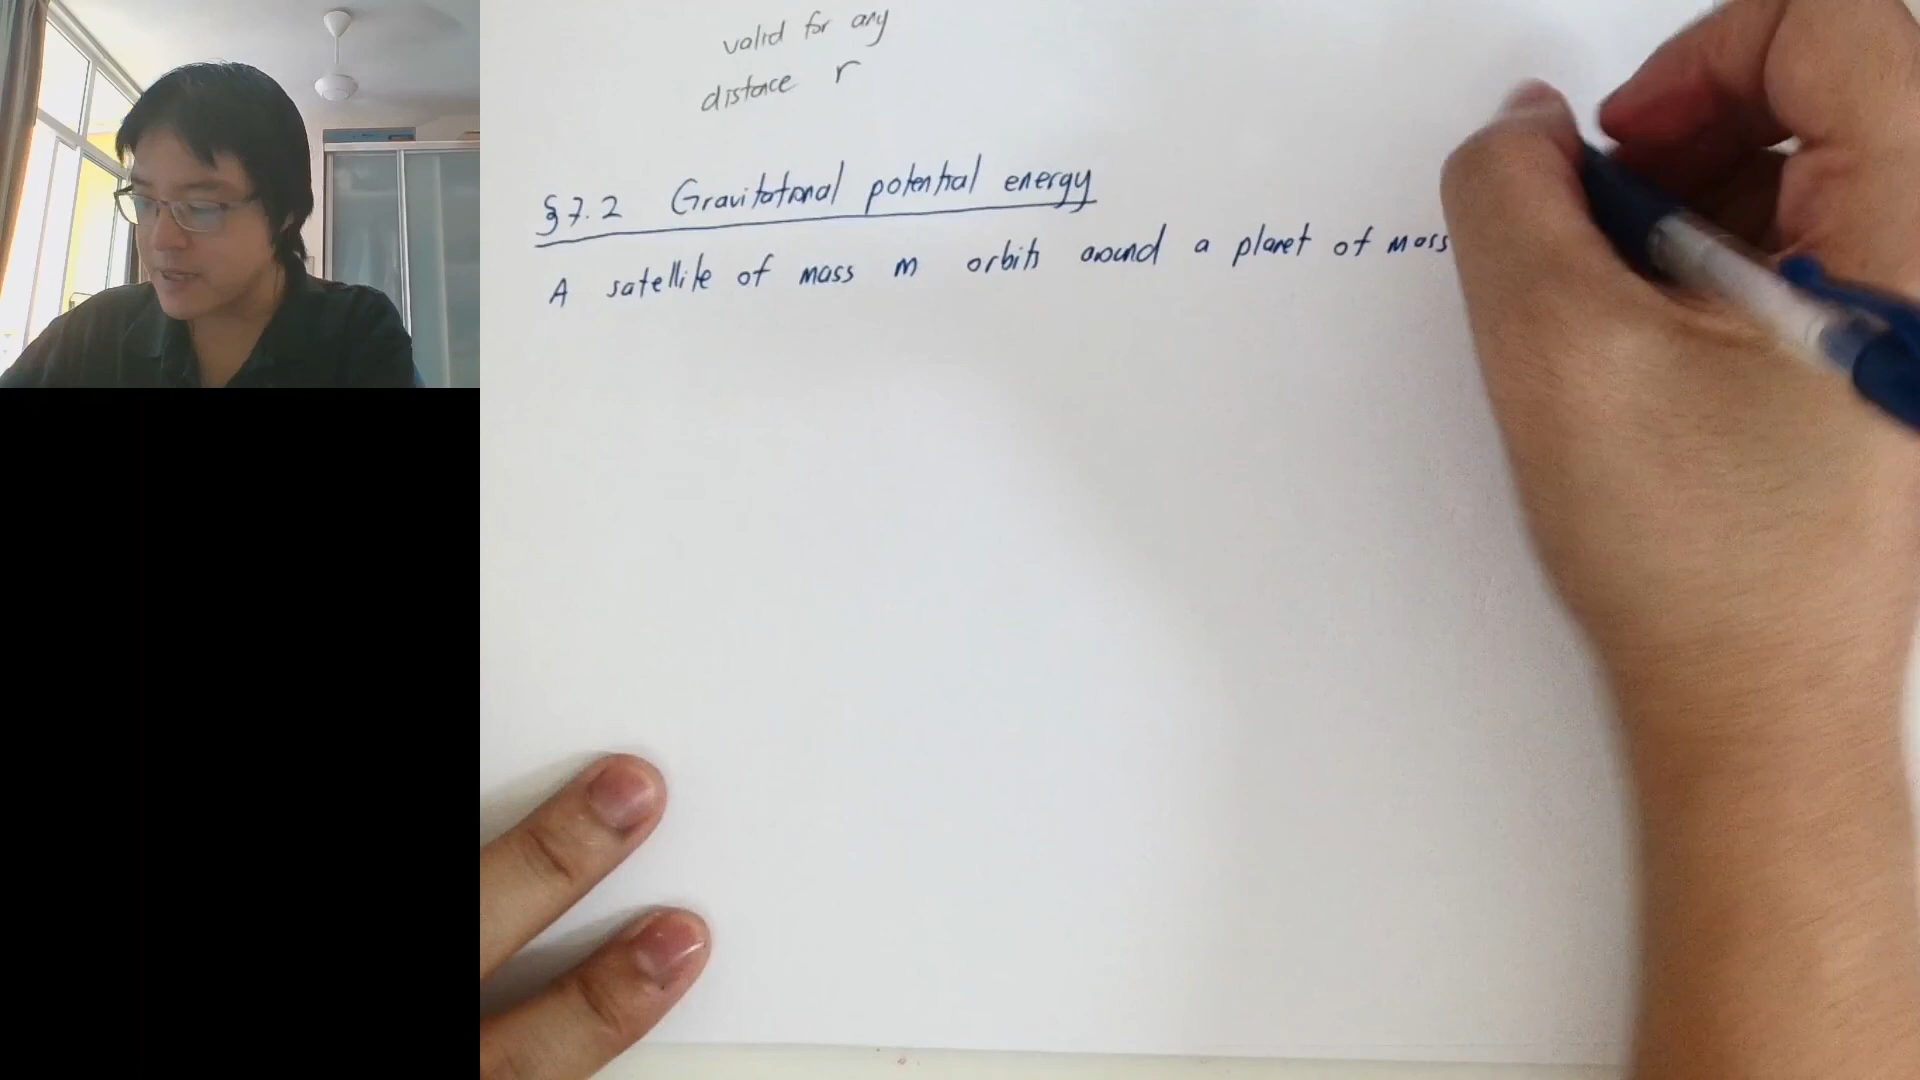 valid for any
distance r
§7.2 Gravitational potential energy
A satellite of mass m orbits around a planet of mass